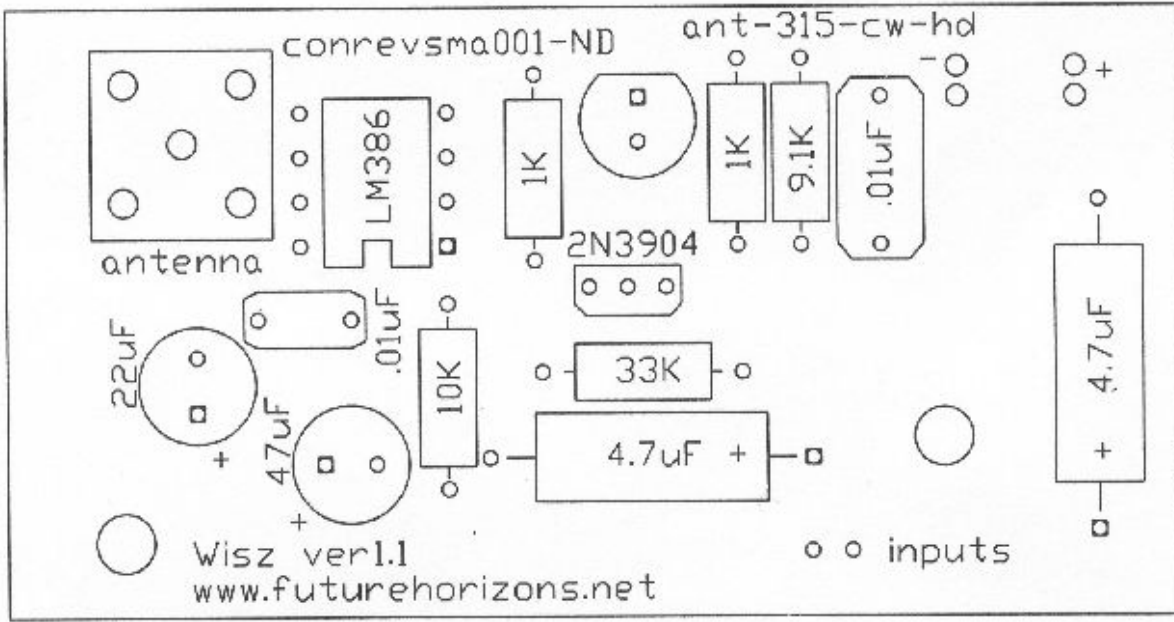 conrevsma001-ND
ant-315-cw-hd
- +
LM386
1K
1K
9.1K
.01uF
antenna
2N3904
22uF
+
.01uF
47uF
+
10K
33K
4.7uF +
4.7uF
+
Wisz ver1.1
www.futurehorizons.net
inputs